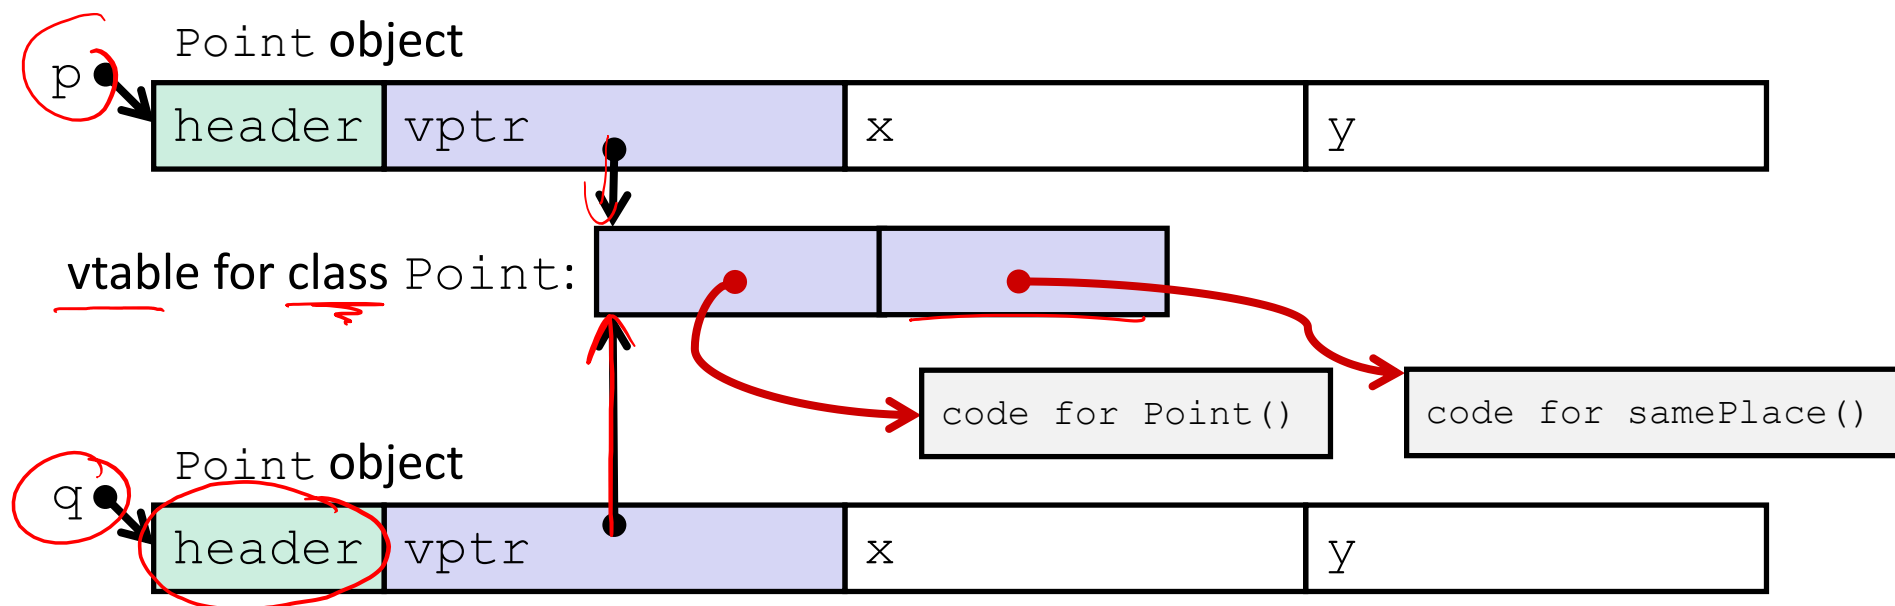 Point object
p
header vptr x y
vtable for class Point:
code for Point() code for samePlace()
Point object
q
header vptr x y